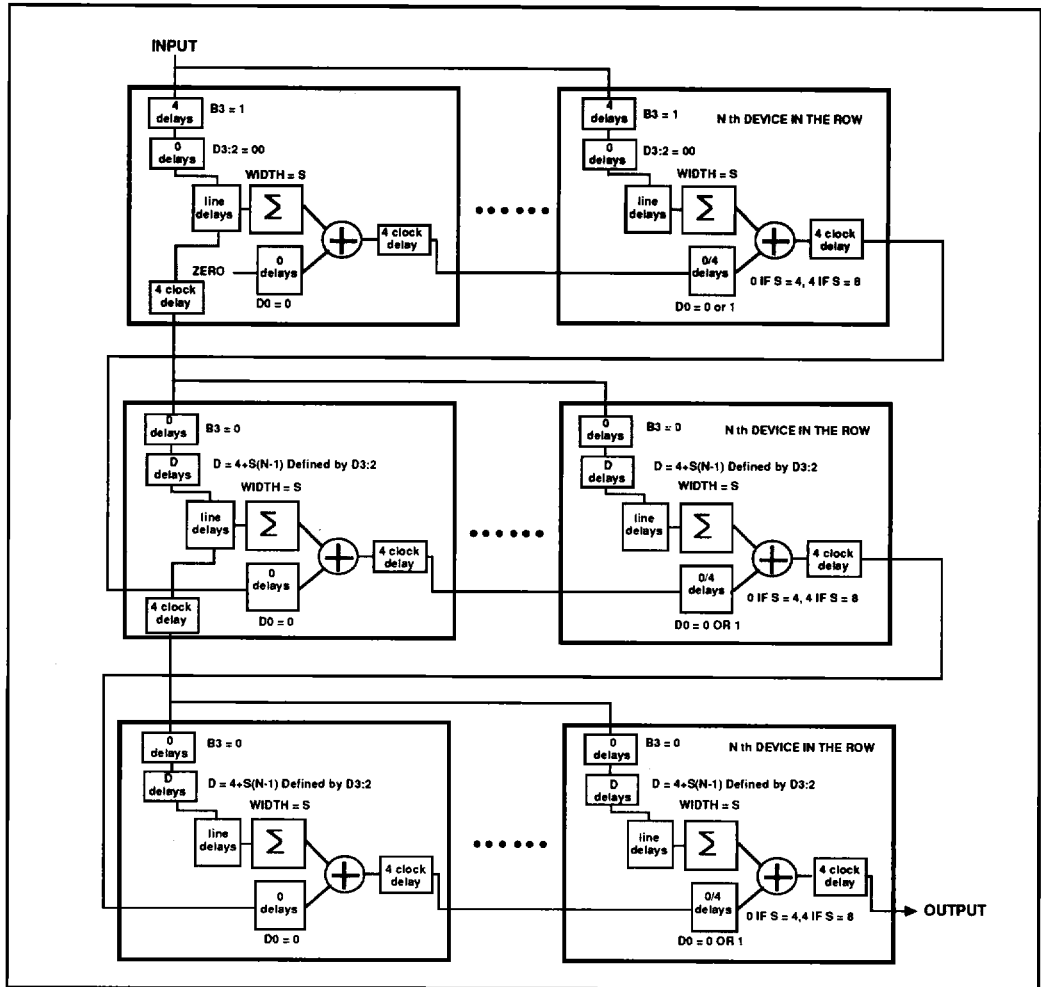 INPUT
4
delays
B3 = 1
0
delays
D3:2 = 00
WIDTH = S
line
delays
Σ
+
4 clock
delay
ZERO
0
delays
D0 = 0
4 clock
delay
4
delays
B3 = 1
N th DEVICE IN THE ROW
0
delays
D3:2 = 00
WIDTH = S
line
delays
Σ
+
4 clock
delay
0/4
delays
0 IF S = 4, 4 IF S = 8
D0 = 0 or 1
0
delays
B3 = 0
D
delays
D = 4+S(N-1) Defined by D3:2
WIDTH = S
line
delays
Σ
+
4 clock
delay
0
delays
D0 = 0
4 clock
delay
0
delays
B3 = 0
N th DEVICE IN THE ROW
D
delays
D = 4+S(N-1) Defined by D3:2
WIDTH = S
line
delays
Σ
+
4 clock
delay
0/4
delays
0 IF S = 4, 4 IF S = 8
D0 = 0 OR 1
0
delays
B3 = 0
D
delays
D = 4+S(N-1) Defined by D3:2
WIDTH = S
line
delays
Σ
+
4 clock
delay
0
delays
D0 = 0
0
delays
B3 = 0
N th DEVICE IN THE ROW
D
delays
D = 4+S(N-1) Defined by D3:2
WIDTH = S
line
delays
Σ
+
4 clock
delay
0/4
delays
0 IF S = 4,4 IF S = 8
D0 = 0 OR 1
OUTPUT